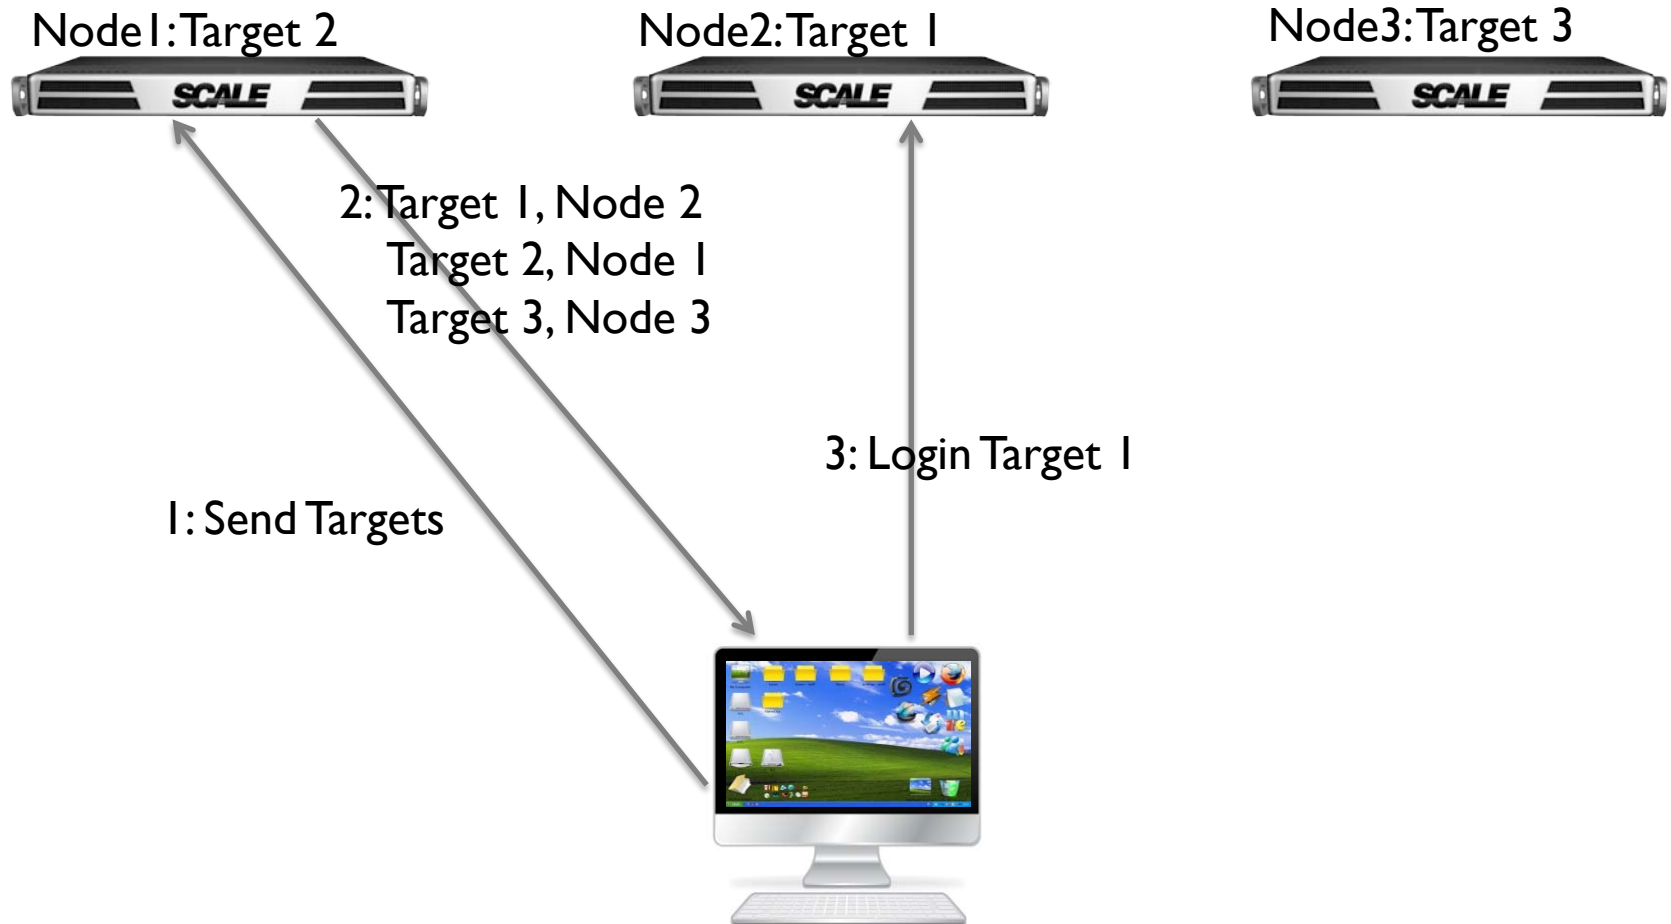 Node1: Target 2
Node2: Target 1
Node3: Target 3
SCALE
SCALE
SCALE
2: Target 1, Node 2
Target 2, Node 1
Target 3, Node 3
3: Login Target 1
1: Send Targets